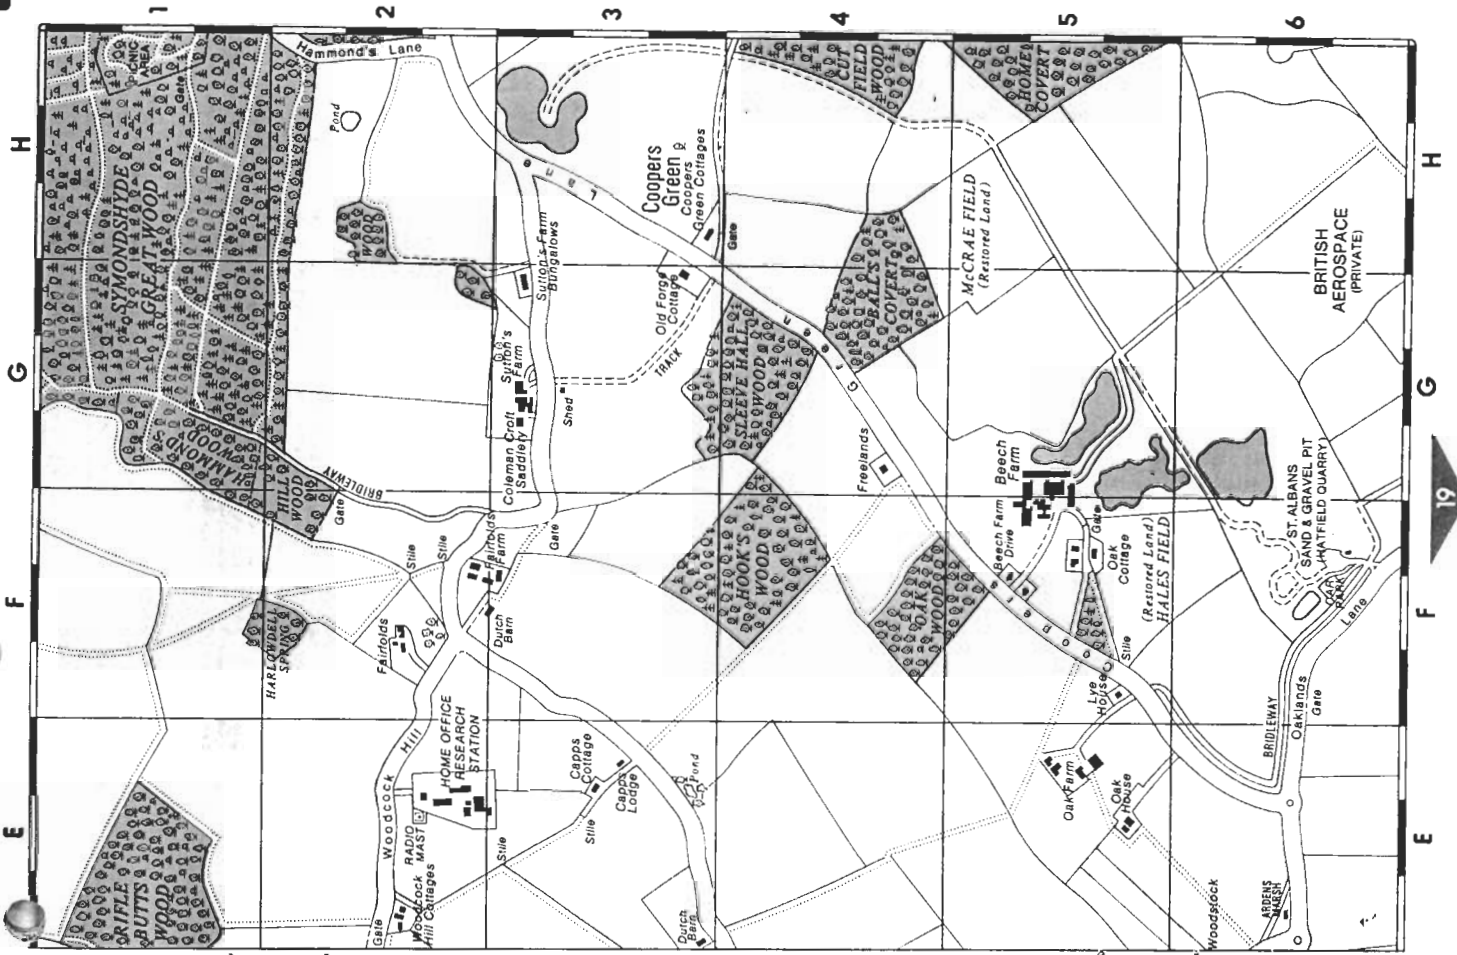 1
2
3
4
5
6
H
G
F
E
PICNIC
AREA
Gate
SYMONDSHYDE
GREAT WOOD
Hammond's Lane
Pond
WOOD
HAMMOND
WOOD
HILL
WOOD
BRIDLEWAY
Gate
Stile
Stile
HARLOWDELL
SPRING
Fairfolds
Fairfolds
Farm
Dutch
Barn
Gate
Coleman Croft
Saddlery
Sutton's
Farm
Shed
Sutton's Farm
Bungalows
Coopers
Green
Coopers
Green Cottages
Gate
Old Forge
Cottage
TRACK
SLEEVE HALL
WOOD
Coopers Green Lane
CUT
FIELD
WOOD
HOME
COVERT
BALL'S
COVERT
McCRAE FIELD
(Restored Land)
Freelands
HOOK'S
WOOD
OAK
WOOD
Beech
Farm
Beech Farm
Drive
Gate
Oak
Cottage
(Restored Land)
HALES FIELD
Stile
Lye
House
BRITISH
AEROSPACE
(PRIVATE)
ST. ALBANS
SAND & GRAVEL PIT
(HATFIELD QUARRY)
CAR
PARK
Oaklands Lane
Gate
BRIDLEWAY
RIFLE
BUTTS
WOOD
Woodcock Hill
HOME OFFICE
RESEARCH
STATION
RADIO
MAST
Gate
Woodcock
Hill Cottages
Stile
Capps
Cottage
Capps
Lodge
Stile
Pond
Dutch
Barn
Oak Farm
Oak
House
Woodstock
ARDENS
MARSH
H
G
F
E
19